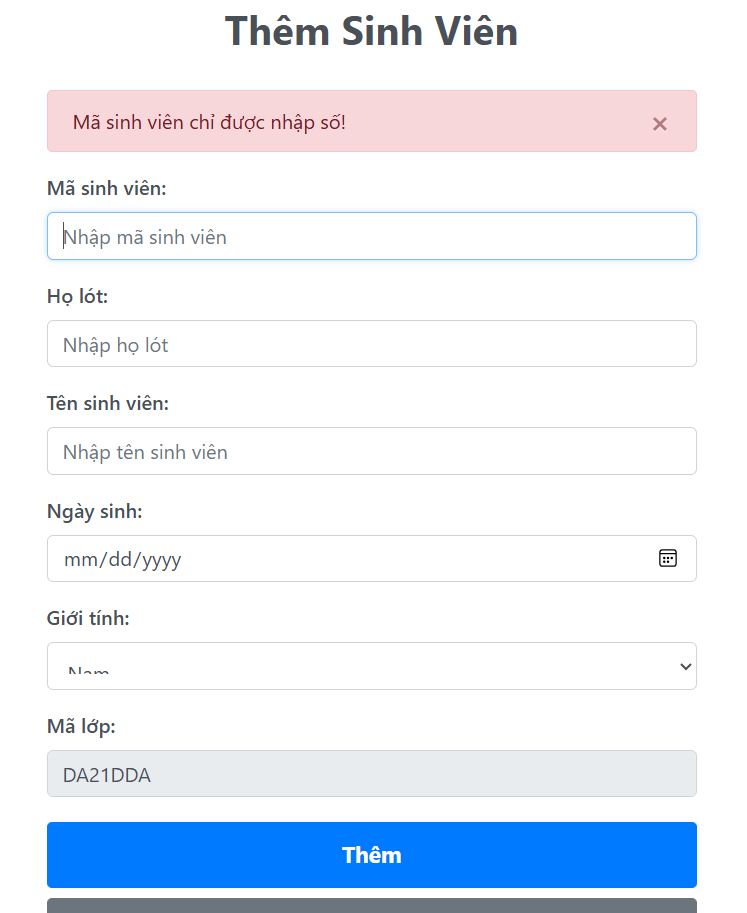 Thêm Sinh Viên
Mã sinh viên chỉ được nhập số!
×
Mã sinh viên:
Nhập mã sinh viên
Họ lót:
Nhập họ lót
Tên sinh viên:
Nhập tên sinh viên
Ngày sinh:
mm/dd/yyyy
Giới tính:
Nam
Mã lớp:
DA21DDA
Thêm